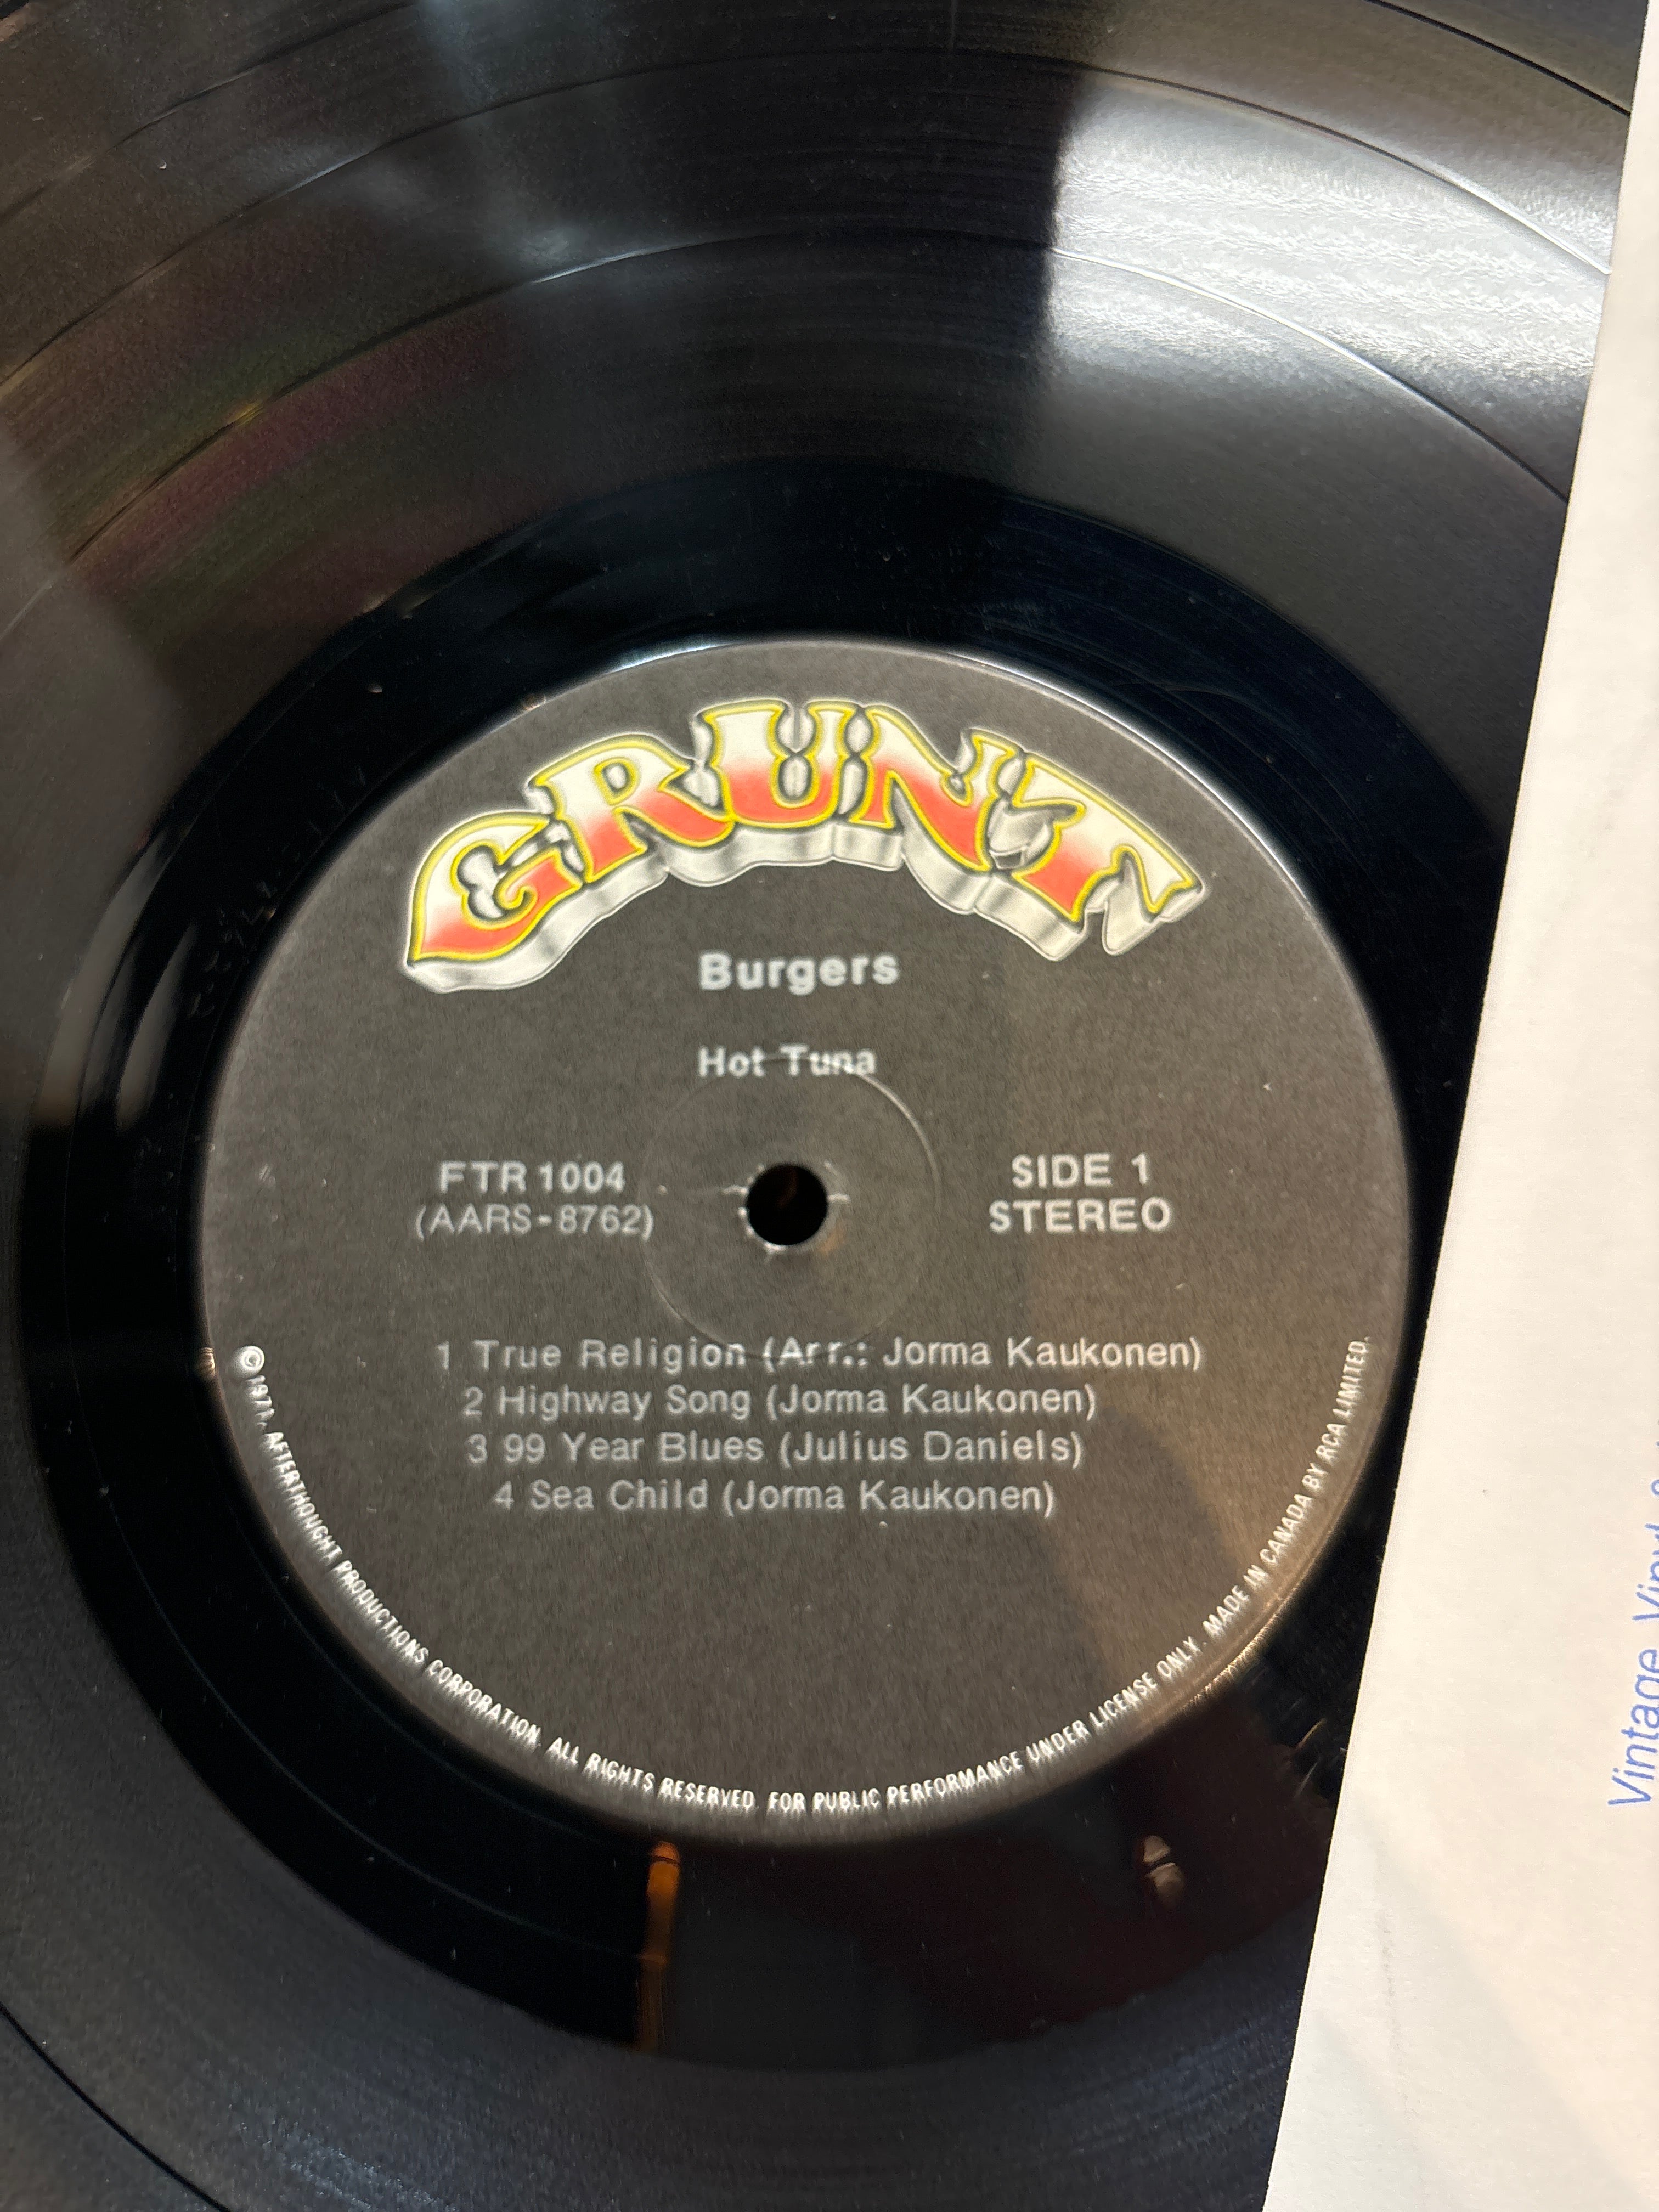 GRUNT
Burgers
Hot Tuna
FTR 1004
(AARS-8762)
SIDE 1
STEREO
1 True Religion (Arr.: Jorma Kaukonen)
2 Highway Song (Jorma Kaukonen)
3 99 Year Blues (Julius Daniels)
4 Sea Child (Jorma Kaukonen)
© 1971, AFTERTHOUGHT PRODUCTIONS CORPORATION. ALL RIGHTS RESERVED. FOR PUBLIC PERFORMANCE UNDER LICENSE ONLY. MADE IN CANADA BY RCA LIMITED.
Vintage Vinyl